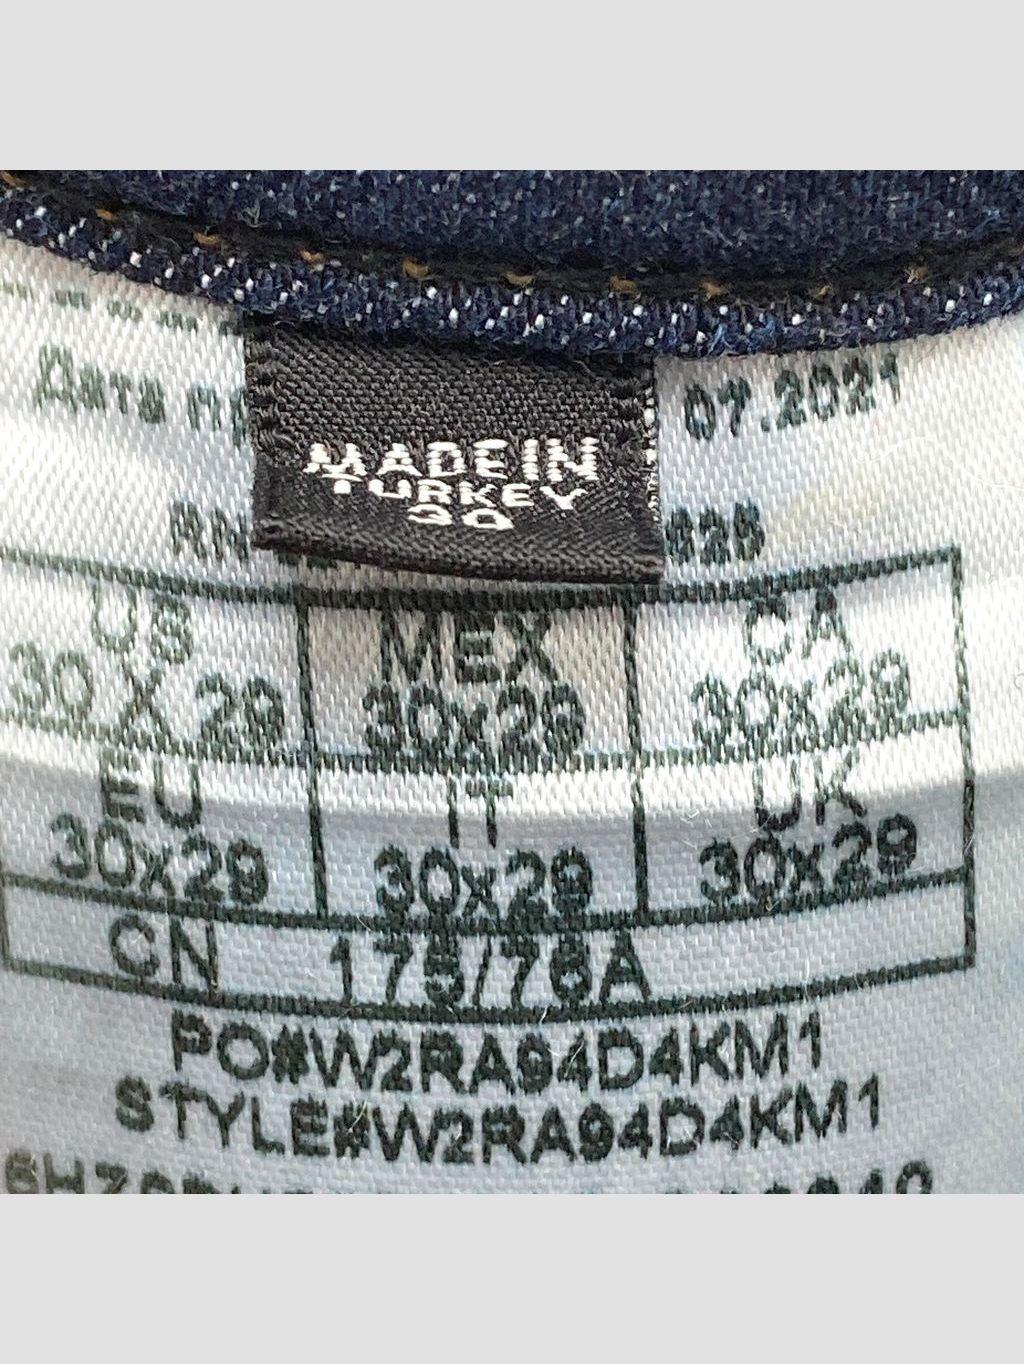 Дата 07.2021
MADE IN
TURKEY
30
US MEX CA
30 X 29 30x29 30x29
EU IT UK
30x29 30x29 30x29
CN 175/76A
PO#W2RA94D4KM1
STYLE#W2RA94D4KM1